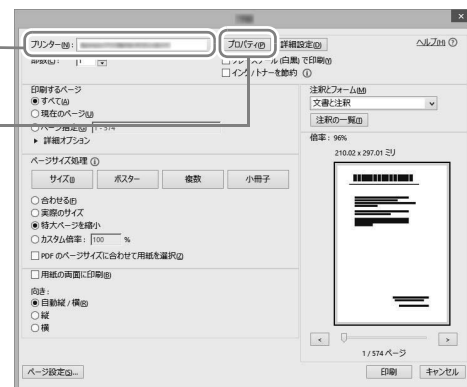 プリンター(N):
プロパティ(P)
詳細設定(D)
ヘルプ(H)
部数(C): 1
グレースケール (白黒) で印刷(Y)
インク/トナーを節約
印刷するページ
すべて(A)
現在のページ(U)
ページ指定(G) 1 - 574
詳細オプション
ページサイズ処理
サイズ(I)
ポスター
複数
小冊子
合わせる(F)
実際のサイズ
特大ページを縮小
カスタム倍率: 100 %
PDF のページサイズに合わせて用紙を選択(Z)
用紙の両面に印刷(B)
向き:
自動縦 / 横(R)
縦
横
注釈とフォーム(M)
文書と注釈
注釈の一覧(T)
倍率: 96%
210.02 x 297.01 ミリ
<
>
1 / 574 ページ
ページ設定(S)...
印刷
キャンセル